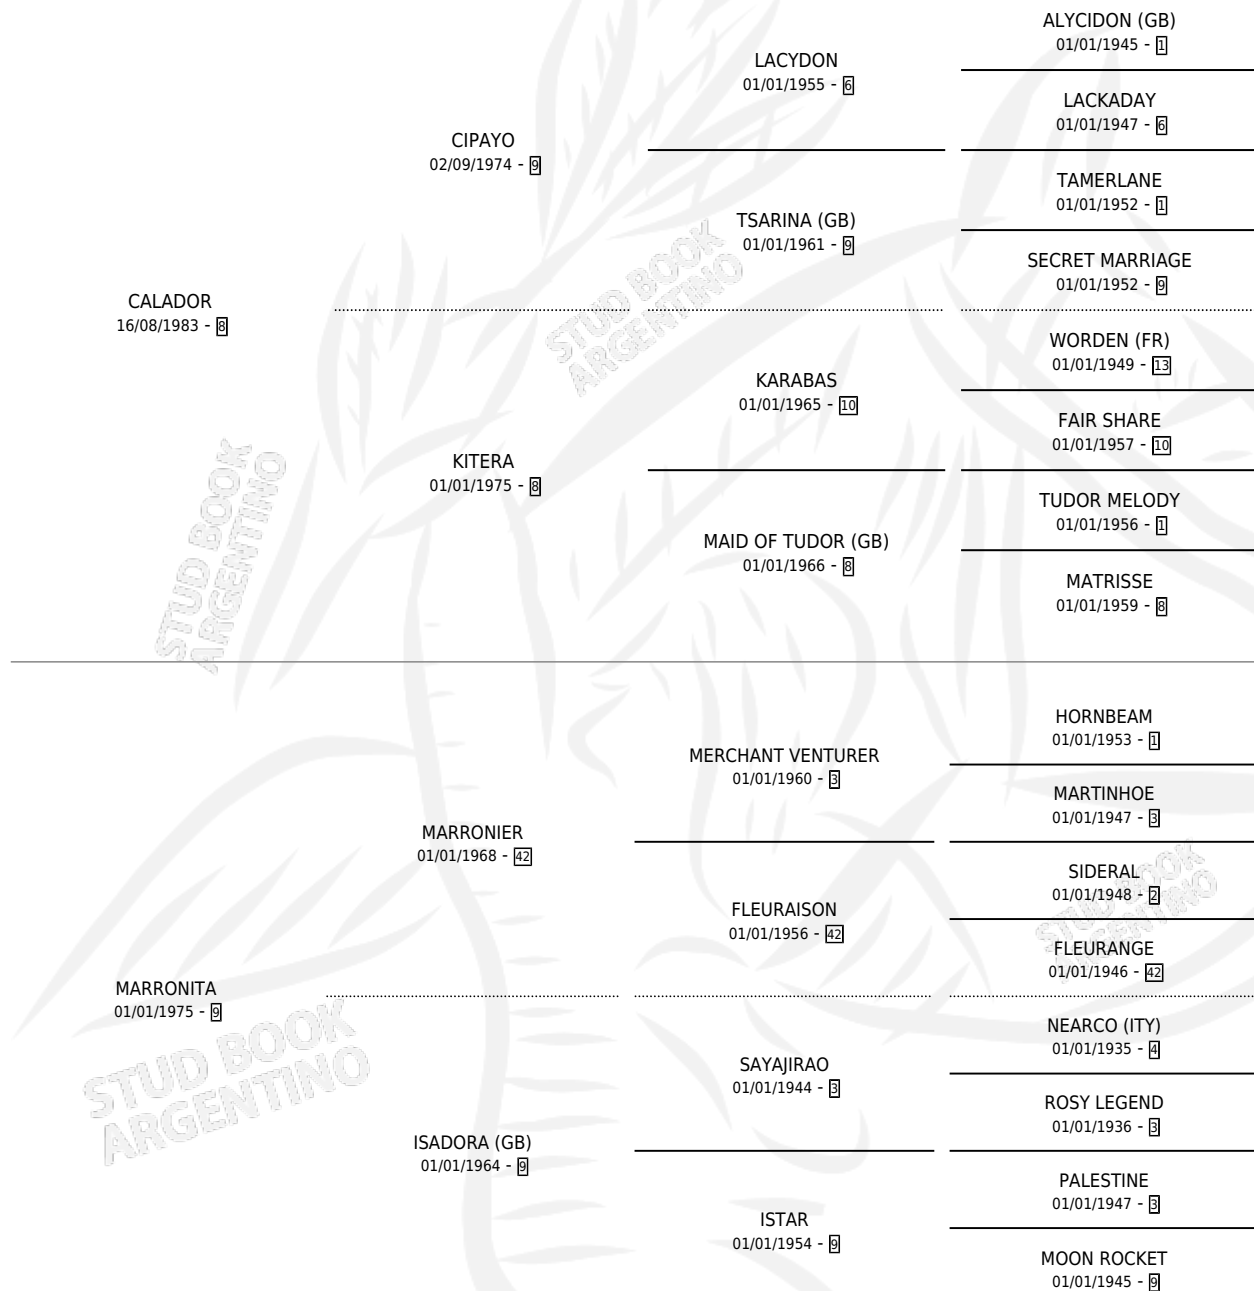 ALYCIDON (GB)
01/01/1945 - 1
LACYDON
01/01/1955 - 6
LACKADAY
01/01/1947 - 6
CIPAYO
02/09/1974 - 9
TAMERLANE
01/01/1952 - 1
TSARINA (GB)
01/01/1961 - 9
SECRET MARRIAGE
01/01/1952 - 9
CALADOR
16/08/1983 - 8
STUD BOOK
ARGENTINO
WORDEN (FR)
01/01/1949 - 13
KARABAS
01/01/1965 - 10
FAIR SHARE
01/01/1957 - 10
KITERA
01/01/1975 - 8
STUD BOOK
ARGENTINO
TUDOR MELODY
01/01/1956 - 1
MAID OF TUDOR (GB)
01/01/1966 - 8
MATRISSE
01/01/1959 - 8
HORNBEAM
01/01/1953 - 1
MERCHANT VENTURER
01/01/1960 - 3
MARTINHOE
01/01/1947 - 3
MARRONIER
01/01/1968 - 42
SIDERAL
01/01/1948 - 2
STUD BOOK
ARGENTINO
FLEURAISON
01/01/1956 - 42
FLEURANGE
01/01/1946 - 42
MARRONITA
01/01/1975 - 9
STUD BOOK
ARGENTINO
NEARCO (ITY)
01/01/1935 - 4
SAYAJIRAO
01/01/1944 - 3
ROSY LEGEND
01/01/1936 - 3
ISADORA (GB)
01/01/1964 - 9
PALESTINE
01/01/1947 - 3
ISTAR
01/01/1954 - 9
MOON ROCKET
01/01/1945 - 9